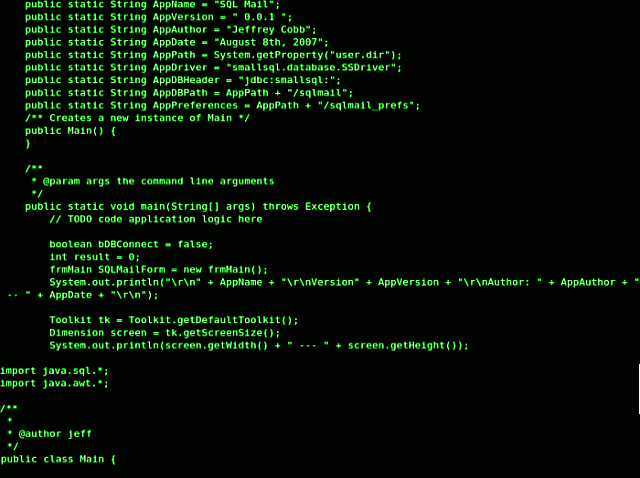 public static String AppName = "SQL Mail";
    public static String AppVersion = " 0.0.1 ";
    public static String AppAuthor = "Jeffrey Cobb";
    public static String AppDate = "August 8th, 2007";
    public static String AppPath = System.getProperty("user.dir");
    public static String AppDriver = "smallsql.database.SSDriver";
    public static String AppDBHeader = "jdbc:smallsql:";
    public static String AppDBPath = AppPath + "/sqlmail";
    public static String AppPreferences = AppPath + "/sqlmail_prefs";
    /** Creates a new instance of Main */
    public Main() {
    }

    /**
     * @param args the command line arguments
     */
    public static void main(String[] args) throws Exception {
        // TODO code application logic here

        boolean bDBConnect = false;
        int result = 0;
        frmMain SQLMailForm = new frmMain();
        System.out.println("\r\n" + AppName + "\r\nVersion" + AppVersion + "\r\nAuthor: " + AppAuthor + "
 -- " + AppDate + "\r\n");

        Toolkit tk = Toolkit.getDefaultToolkit();
        Dimension screen = tk.getScreenSize();
        System.out.println(screen.getWidth() + " --- " + screen.getHeight());

import java.sql.*;
import java.awt.*;

/**
 *
 * @author jeff
 */
public class Main {